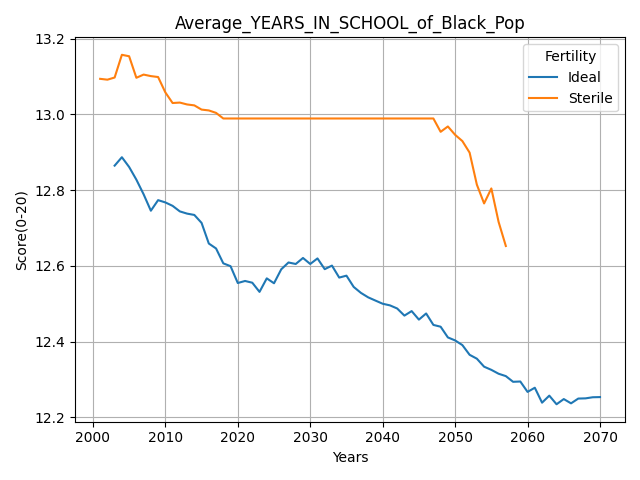 Average_YEARS_IN_SCHOOL_of_Black_Pop
Fertility
Ideal
Sterile
Score(0-20)
13.2
13.0
12.8
12.6
12.4
12.2
2000 2010 2020 2030 2040 2050 2060 2070
Years